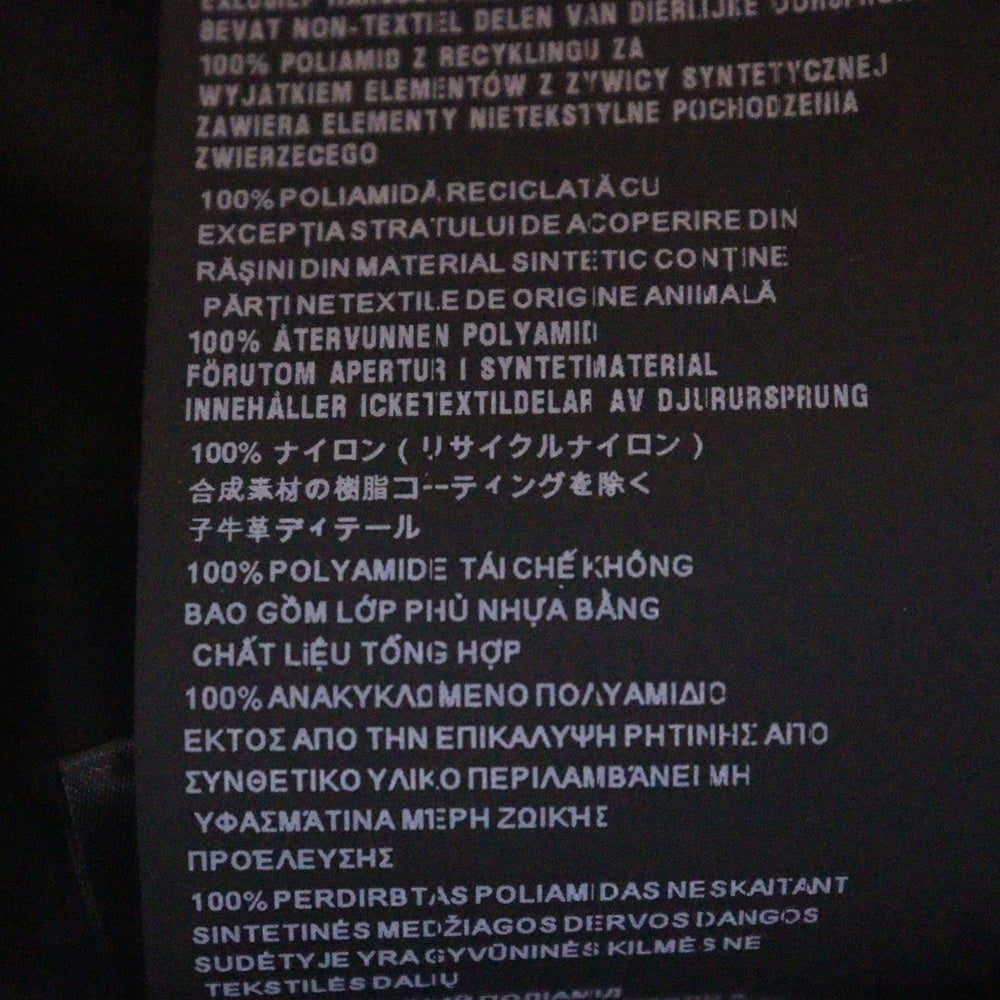 BEVAT NON-TEXTIEL DELEN VAN DIERLIJKE
100% POLIAMID Z RECYKLINGU ZA
WYJATKIEM ELEMENTÓW Z ZYWICY SYNTETYCZNEJ
ZAWIERA ELEMENTY NIETEKSTYLNE POCHODZENIA
ZWIERZECEGO
100% POLIAMIDĂ RECICLATĂ CU
EXCEPȚIA STRATULUI DE ACOPERIRE DIN
RĂȘINI DIN MATERIAL SINTETIC CONȚINE
PĂRȚI NETEXTILE DE ORIGINE ANIMALĂ
100% ÅTERVUNNEN POLYAMID
FÖRUTOM APERTUR I SYNTETMATERIAL
INNEHÅLLER ICKETEXTILDELAR AV DJURURSPRUNG
100% ナイロン ( リサイクルナイロン )
合成素材の樹脂コーティングを除く
子牛革ディテール
100% POLYAMIDE TÁI CHẾ KHÔNG
BAO GỒM LỚP PHỦ NHỰA BẰNG
CHẤT LIỆU TỔNG HỢP
100% ΑΝΑΚΥΚΛΩΜΕΝΟ ΠΟΛΥΑΜΙΔΙΟ
ΕΚΤΟΣ ΑΠΟ ΤΗΝ ΕΠΙΚΑΛΥΨΗ ΡΗΤΙΝΗΣ ΑΠΟ
ΣΥΝΘΕΤΙΚΟ ΥΛΙΚΟ ΠΕΡΙΛΑΜΒΆΝΕΙ ΜΗ
ΥΦΑΣΜΆΤΙΝΑ ΜΈΡΗ ΖΩΙΚΉΣ
ΠΡΟΈΛΕΥΣΗΣ
100% PERDIRBTAS POLIAMIDAS NESKAITANT
SINTETINĖS MEDŽIAGOS DERVOS DANGOS
SUDĖTYJE YRA GYVŪNINĖS KILMĖS NE
TEKSTILĖS DALIŲ